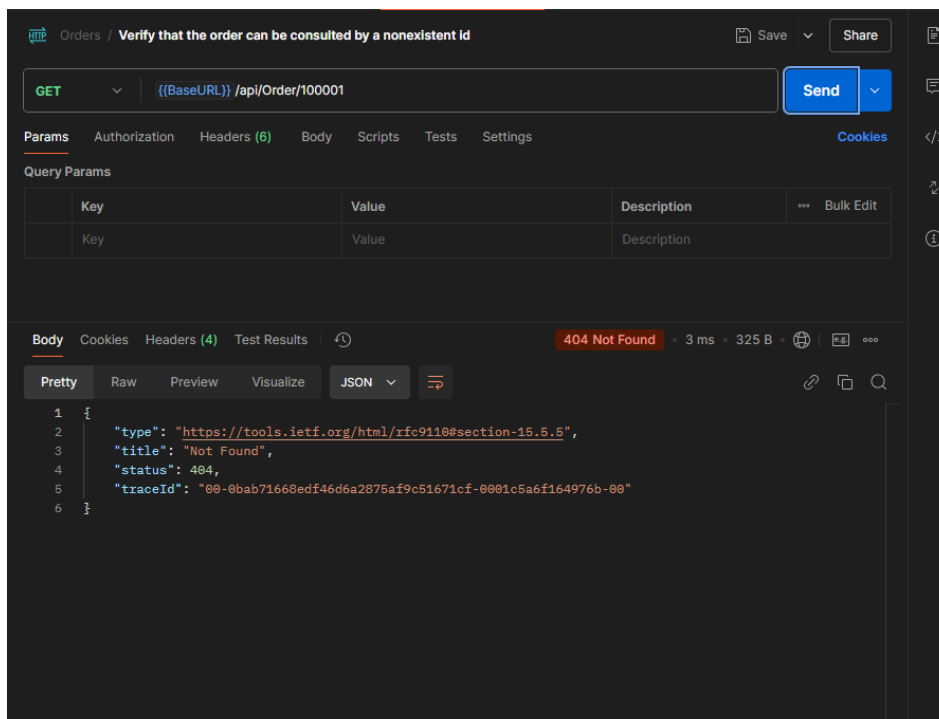 HTTP Orders / Verify that the order can be consulted by a nonexistent id Save Share
GET {{BaseURL}} /api/Order/100001 Send
Params Authorization Headers (6) Body Scripts Tests Settings Cookies
Query Params
Key Value Description Bulk Edit
Key Value Description
Body Cookies Headers (4) Test Results 404 Not Found 3 ms 325 B e.g.
Pretty Raw Preview Visualize JSON
1 {
2 "type": "https://tools.ietf.org/html/rfc9110#section-15.5.5",
3 "title": "Not Found",
4 "status": 404,
5 "traceId": "00-0bab71668edf46d6a2875af9c51671cf-0001c5a6f164976b-00"
6 }